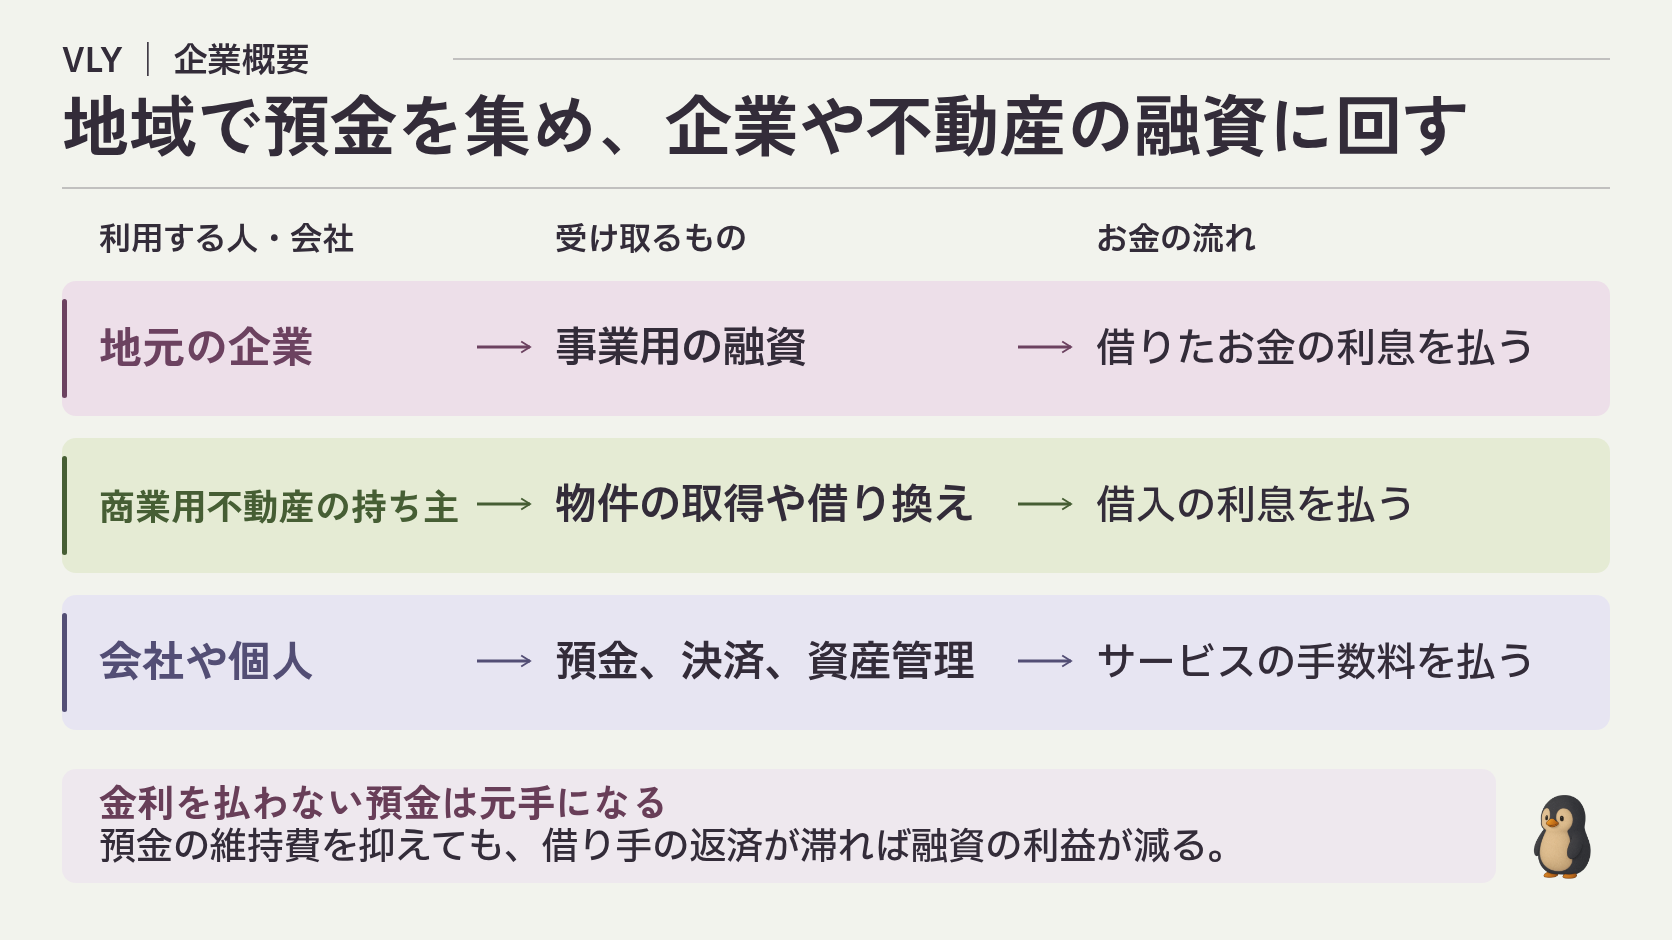 VLY | 企業概要
地域で預金を集め、企業や不動産の融資に回す
利用する人・会社 受け取るもの お金の流れ
地元の企業 → 事業用の融資 → 借りたお金の利息を払う
商業用不動産の持ち主 → 物件の取得や借り換え → 借入の利息を払う
会社や個人 → 預金、決済、資産管理 → サービスの手数料を払う
金利を払わない預金は元手になる
預金の維持費を抑えても、借り手の返済が滞れば融資の利益が減る。